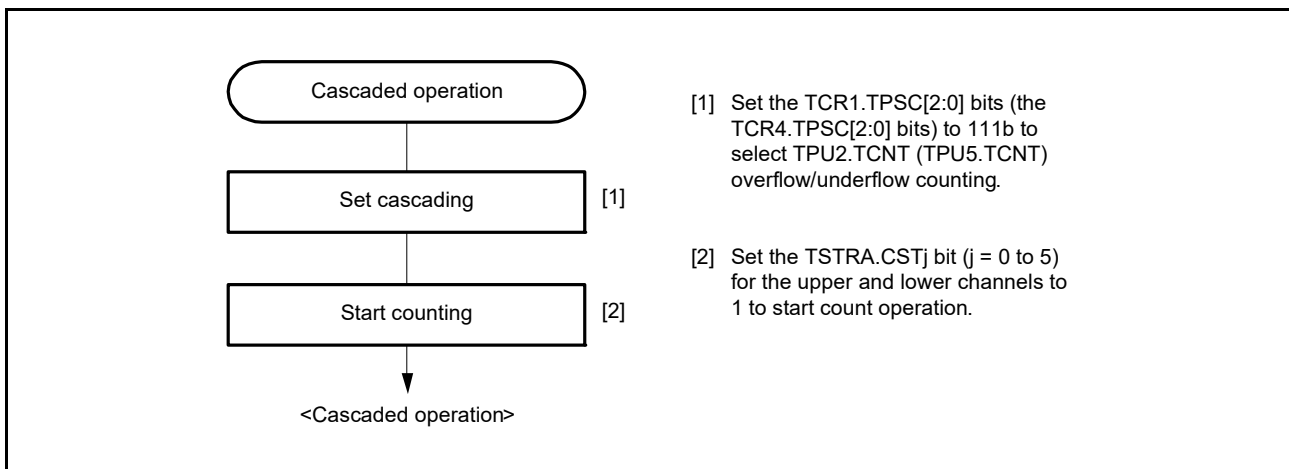 Cascaded operation
Set cascading
[1]
Start counting
[2]
<Cascaded operation>
[1] Set the TCR1.TPSC[2:0] bits (the
TCR4.TPSC[2:0] bits) to 111b to
select TPU2.TCNT (TPU5.TCNT)
overflow/underflow counting.
[2] Set the TSTRA.CSTj bit (j = 0 to 5)
for the upper and lower channels to
1 to start count operation.